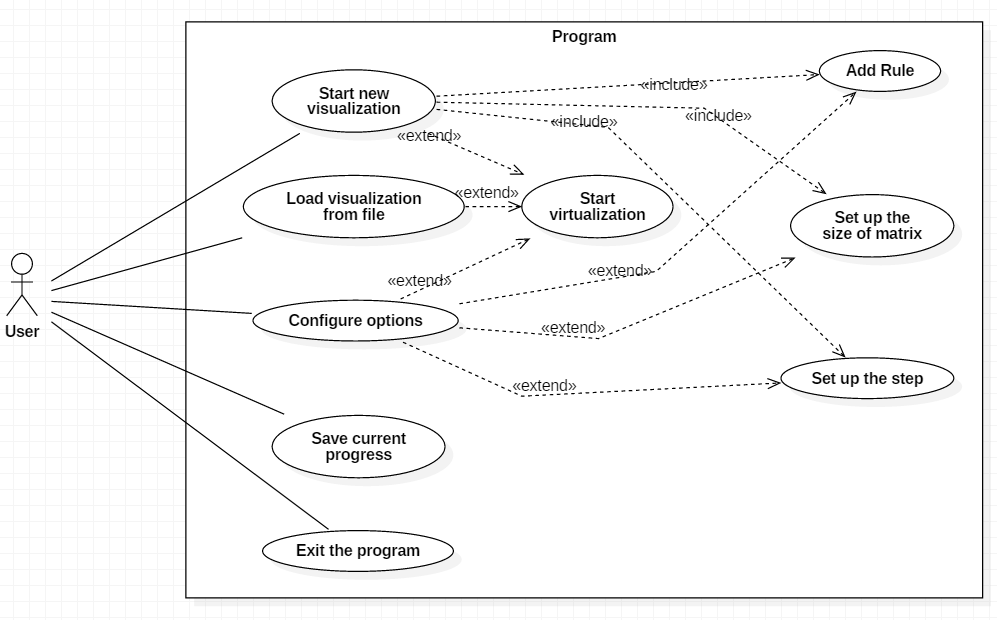 Program
Start new
visualization
«include»
Add Rule
«include»
«include»
«extend»
Load visualization
from file
«extend»
Start
virtualization
Set up the
size of matrix
User
«extend»
«extend»
Configure options
«extend»
«extend»
Set up the step
Save current
progress
Exit the program